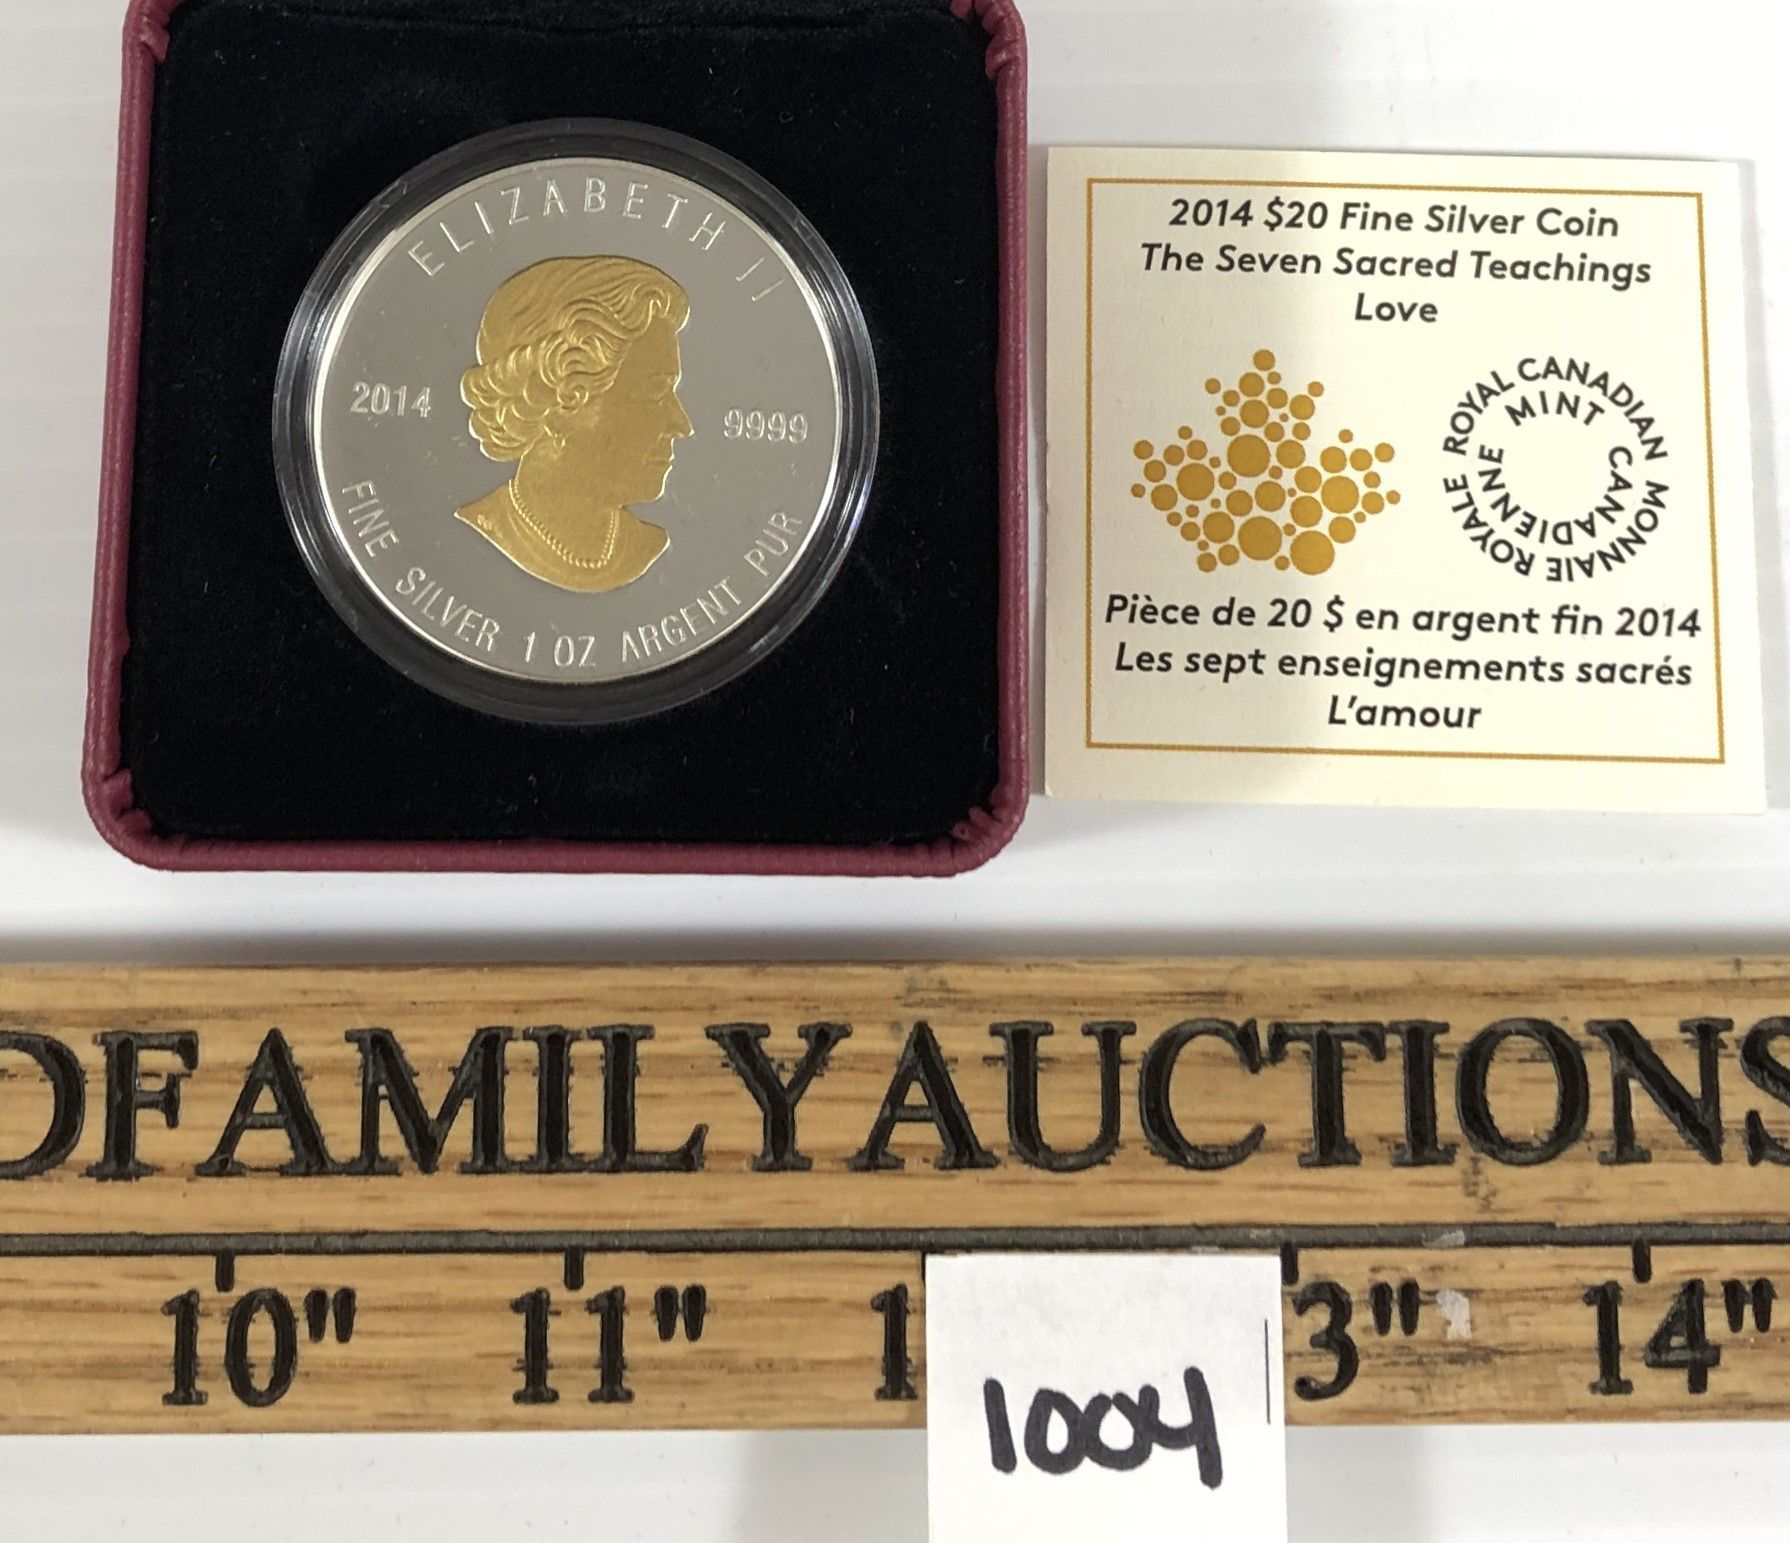 ELIZABETH II
2014
9999
FINE SILVER 1 OZ ARGENT PUR
2014 $20 Fine Silver Coin
The Seven Sacred Teachings
Love
ROYAL CANADIAN MINT
MONNAIE ROYALE CANADIENNE
Pièce de 20 $ en argent fin 2014
Les sept enseignements sacrés
L'amour
DFAMILYAUCTIONS
10" 11" 1 3" 14"
1004